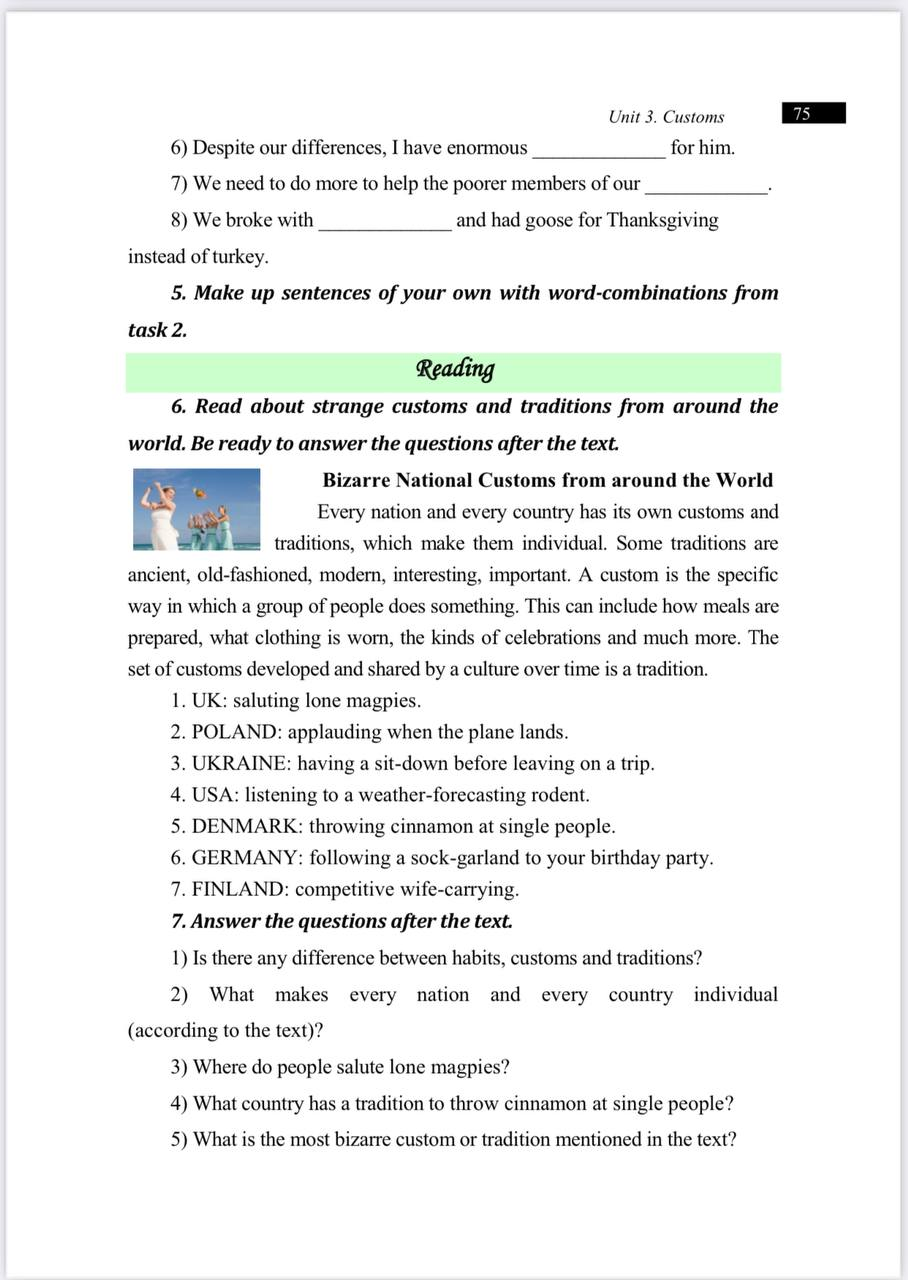 Unit 3. Customs 75
6) Despite our differences, I have enormous _____________ for him.
7) We need to do more to help the poorer members of our ____________.
8) We broke with _____________ and had goose for Thanksgiving
instead of turkey.
5. Make up sentences of your own with word-combinations from
task 2.
Reading
6. Read about strange customs and traditions from around the
world. Be ready to answer the questions after the text.
Bizarre National Customs from around the World
Every nation and every country has its own customs and
traditions, which make them individual. Some traditions are
ancient, old-fashioned, modern, interesting, important. A custom is the specific
way in which a group of people does something. This can include how meals are
prepared, what clothing is worn, the kinds of celebrations and much more. The
set of customs developed and shared by a culture over time is a tradition.
1. UK: saluting lone magpies.
2. POLAND: applauding when the plane lands.
3. UKRAINE: having a sit-down before leaving on a trip.
4. USA: listening to a weather-forecasting rodent.
5. DENMARK: throwing cinnamon at single people.
6. GERMANY: following a sock-garland to your birthday party.
7. FINLAND: competitive wife-carrying.
7. Answer the questions after the text.
1) Is there any difference between habits, customs and traditions?
2) What makes every nation and every country individual
(according to the text)?
3) Where do people salute lone magpies?
4) What country has a tradition to throw cinnamon at single people?
5) What is the most bizarre custom or tradition mentioned in the text?